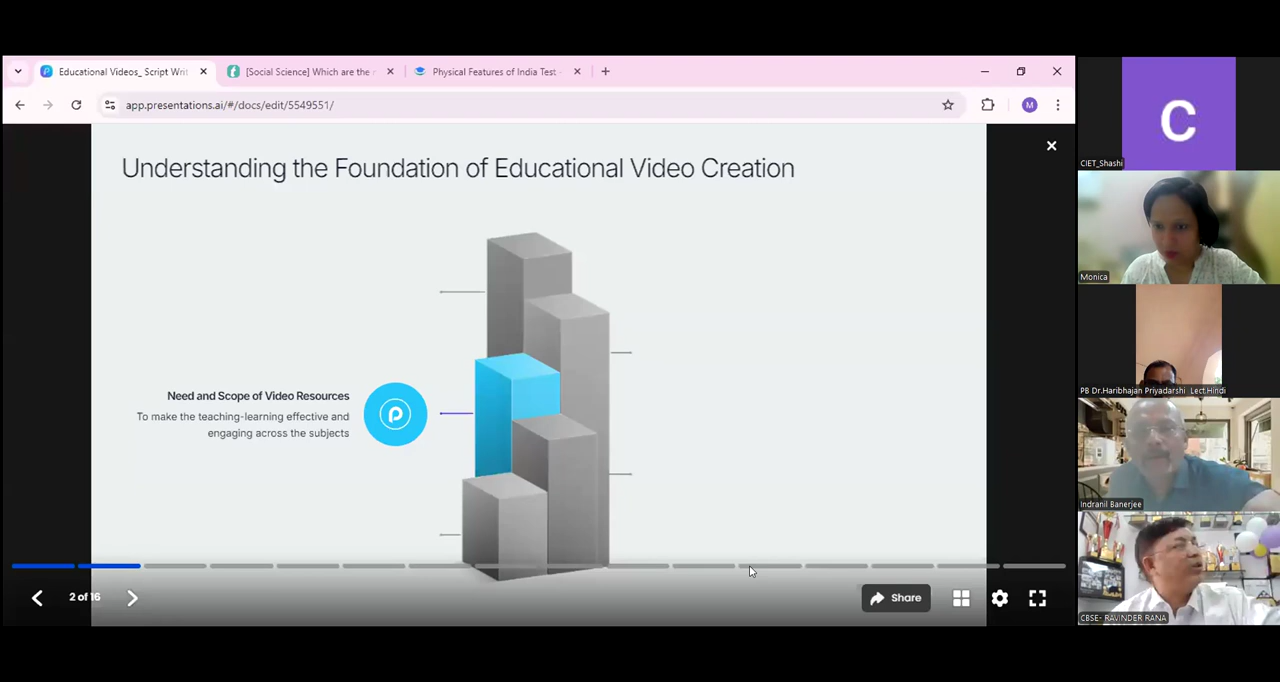 Educational Videos_ Script Writ
[Social Science] Which are the r
Physical Features of India Test -
app.presentations.ai/#/docs/edit/5549551/
M
Understanding the Foundation of Educational Video Creation
Need and Scope of Video Resources
To make the teaching-learning effective and
engaging across the subjects
2 of 16
Share
C
CIET_Shashi
Monica
PB Dr.Haribhajan Priyadarshi Lect.Hindi
Indranil Banerjee
CBSE- RAVINDER RANA